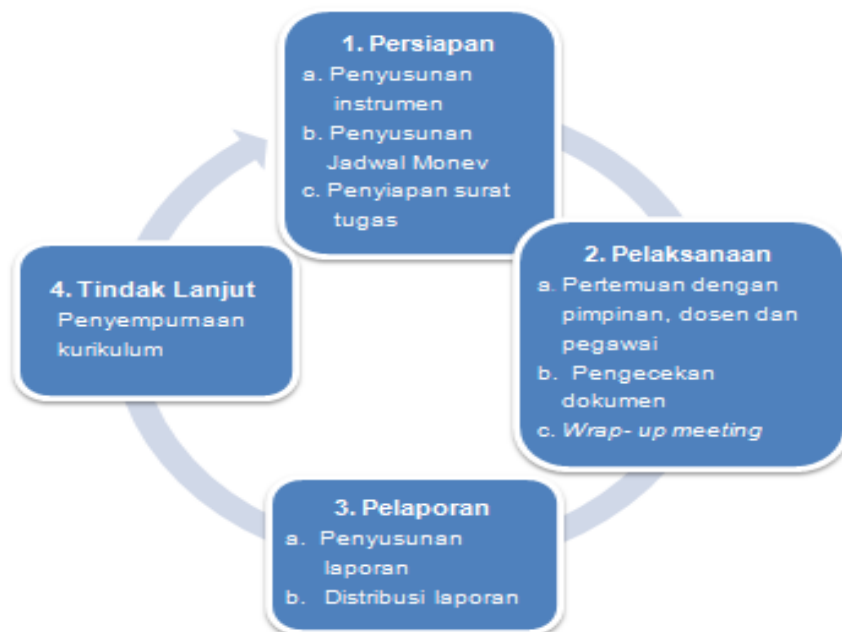 1. Persiapan
a. Penyusunan
instrumen
b. Penyusunan
Jadwal Monev
c. Penyiapan surat
tugas
2. Pelaksanaan
a. Pertemuan dengan
pimpinan, dosen dan
pegawai
b. Pengecekan
dokumen
c. Wrap- up meeting
3. Pelaporan
a. Penyusunan
laporan
b. Distribusi laporan
4. Tindak Lanjut
Penyempurnaan
kurikulum